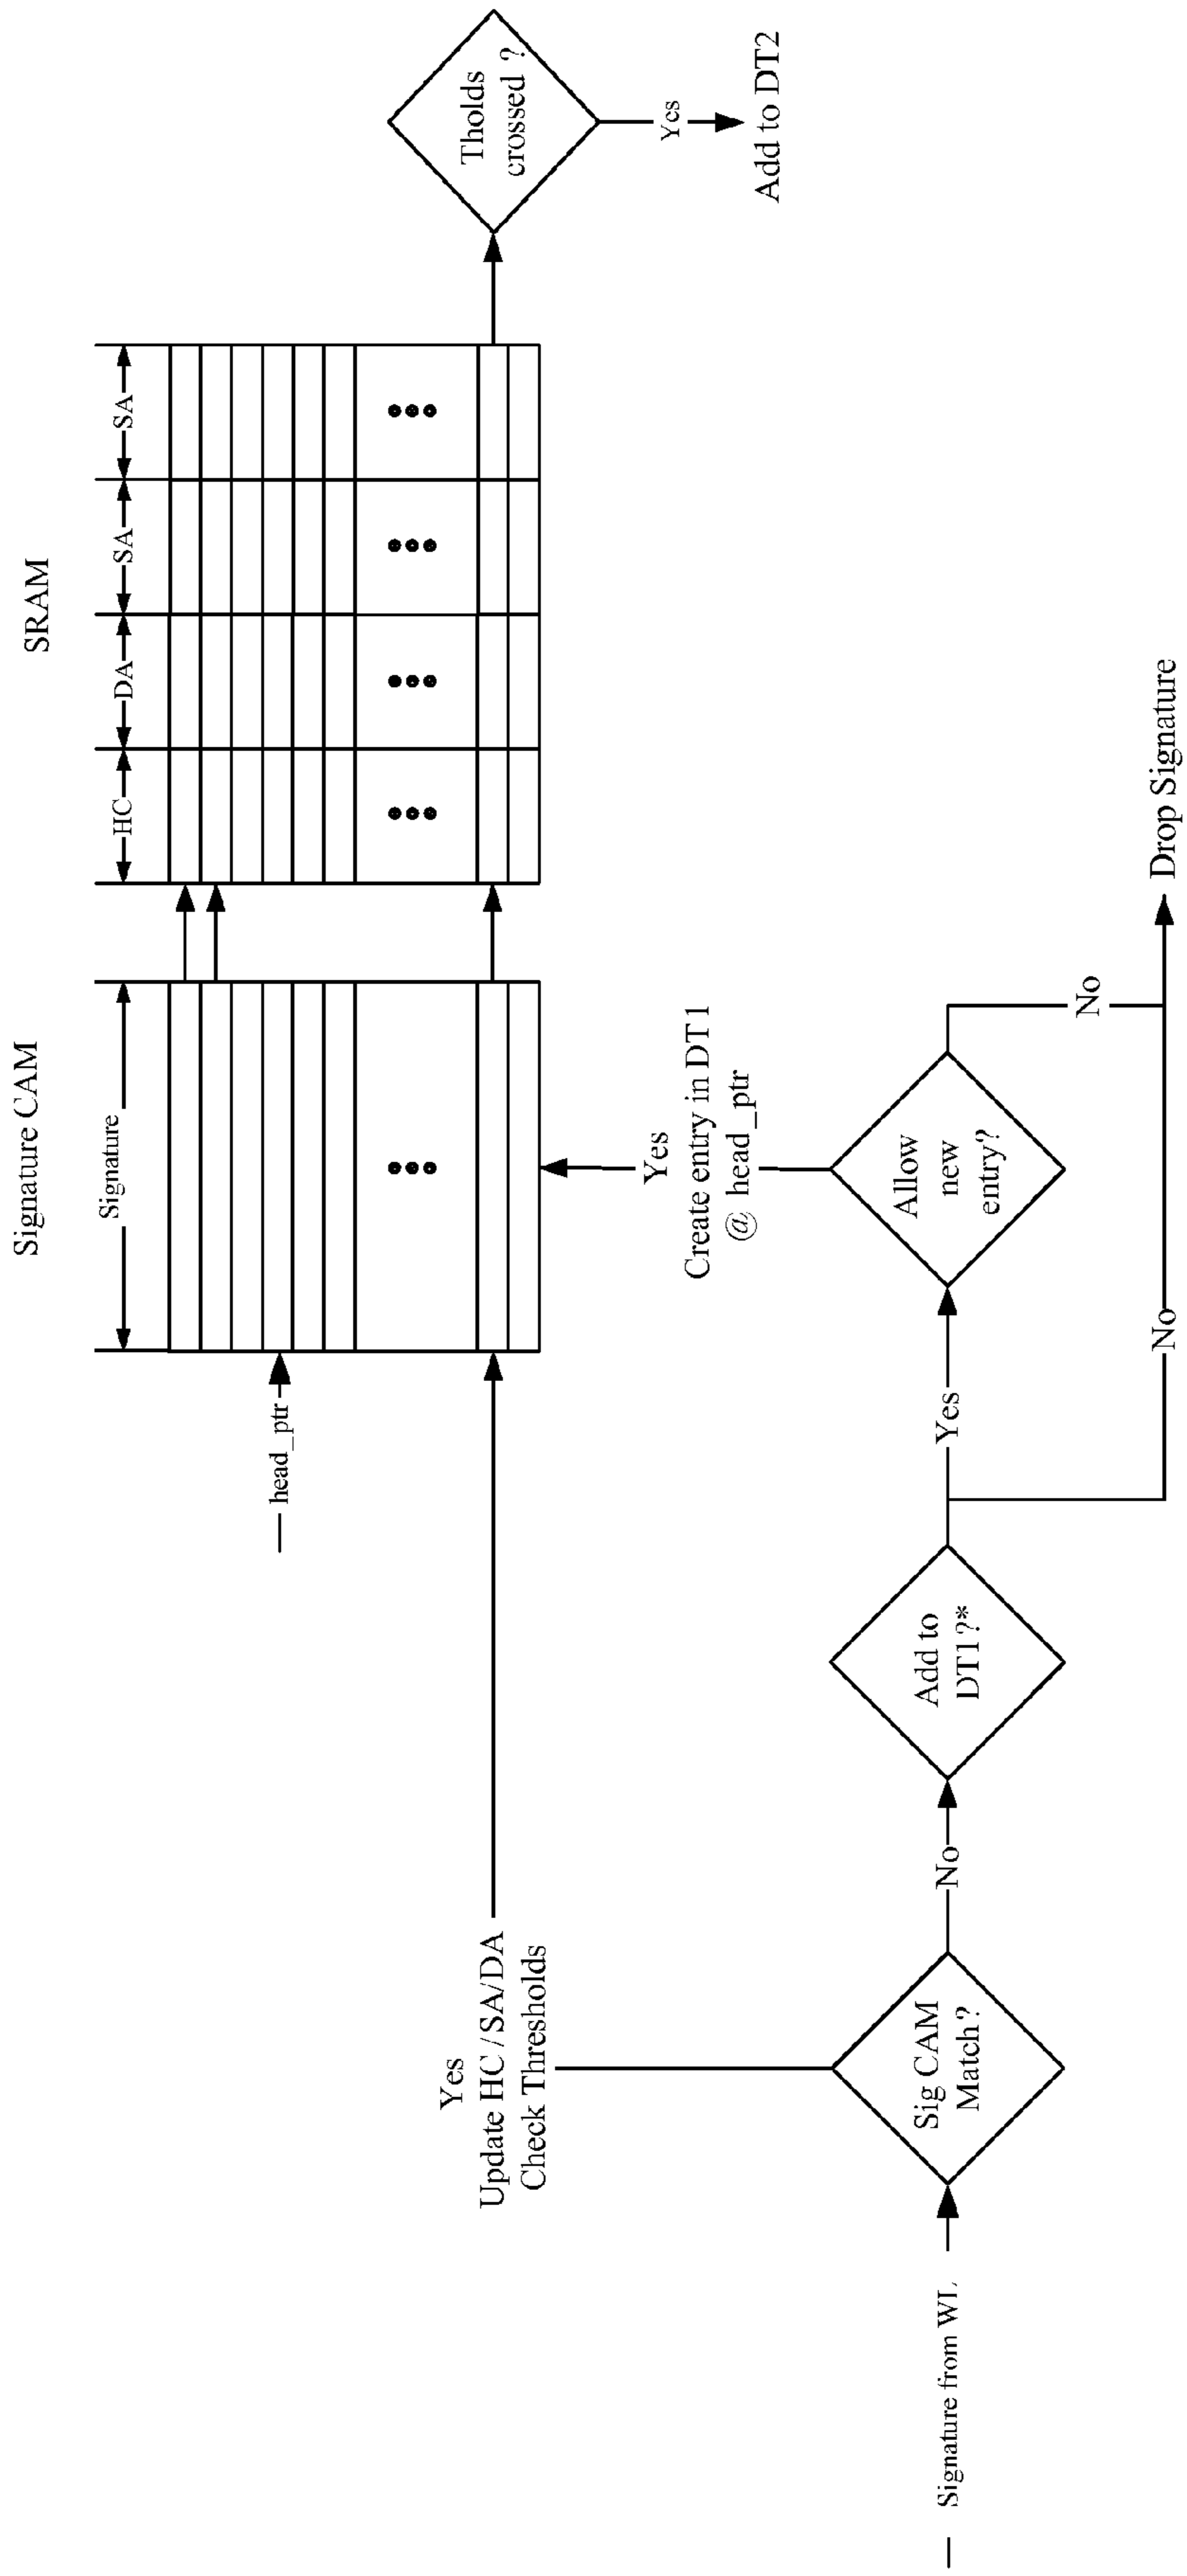 Signature CAM
SRAM
Signature
HC
DA
SA
SA
head_ptr
Tholds
crossed ?
Yes
Add to DT2
Yes
Update HC / SA/DA
Check Thresholds
Yes
Create entry in DT1
@ head_ptr
Signature from WL
Sig CAM
Match?
No
Add to
DT1?*
Yes
Allow
new
entry?
No
No
Drop Signature